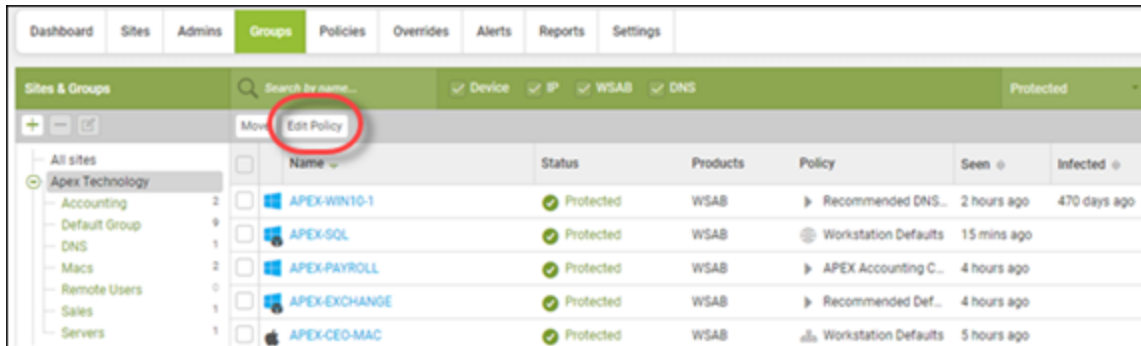 Dashboard Sites Admins Groups Policies Overrides Alerts Reports Settings
Sites & Groups Search by name... Device IP WSAB DNS Protected
Move Edit Policy
All sites Name Status Products Policy Seen Infected
Apex Technology
Accounting 2 APEX-WIN10-1 Protected WSAB Recommended DNS... 2 hours ago 470 days ago
Default Group 9
DNS 1 APEX-SQL Protected WSAB Workstation Defaults 15 mins ago
Macs 2 APEX-PAYROLL Protected WSAB APEX Accounting C... 4 hours ago
Remote Users 0 APEX-EXCHANGE Protected WSAB Recommended Def... 4 hours ago
Sales 1
Servers 1 APEX-CEO-MAC Protected WSAB Workstation Defaults 5 hours ago